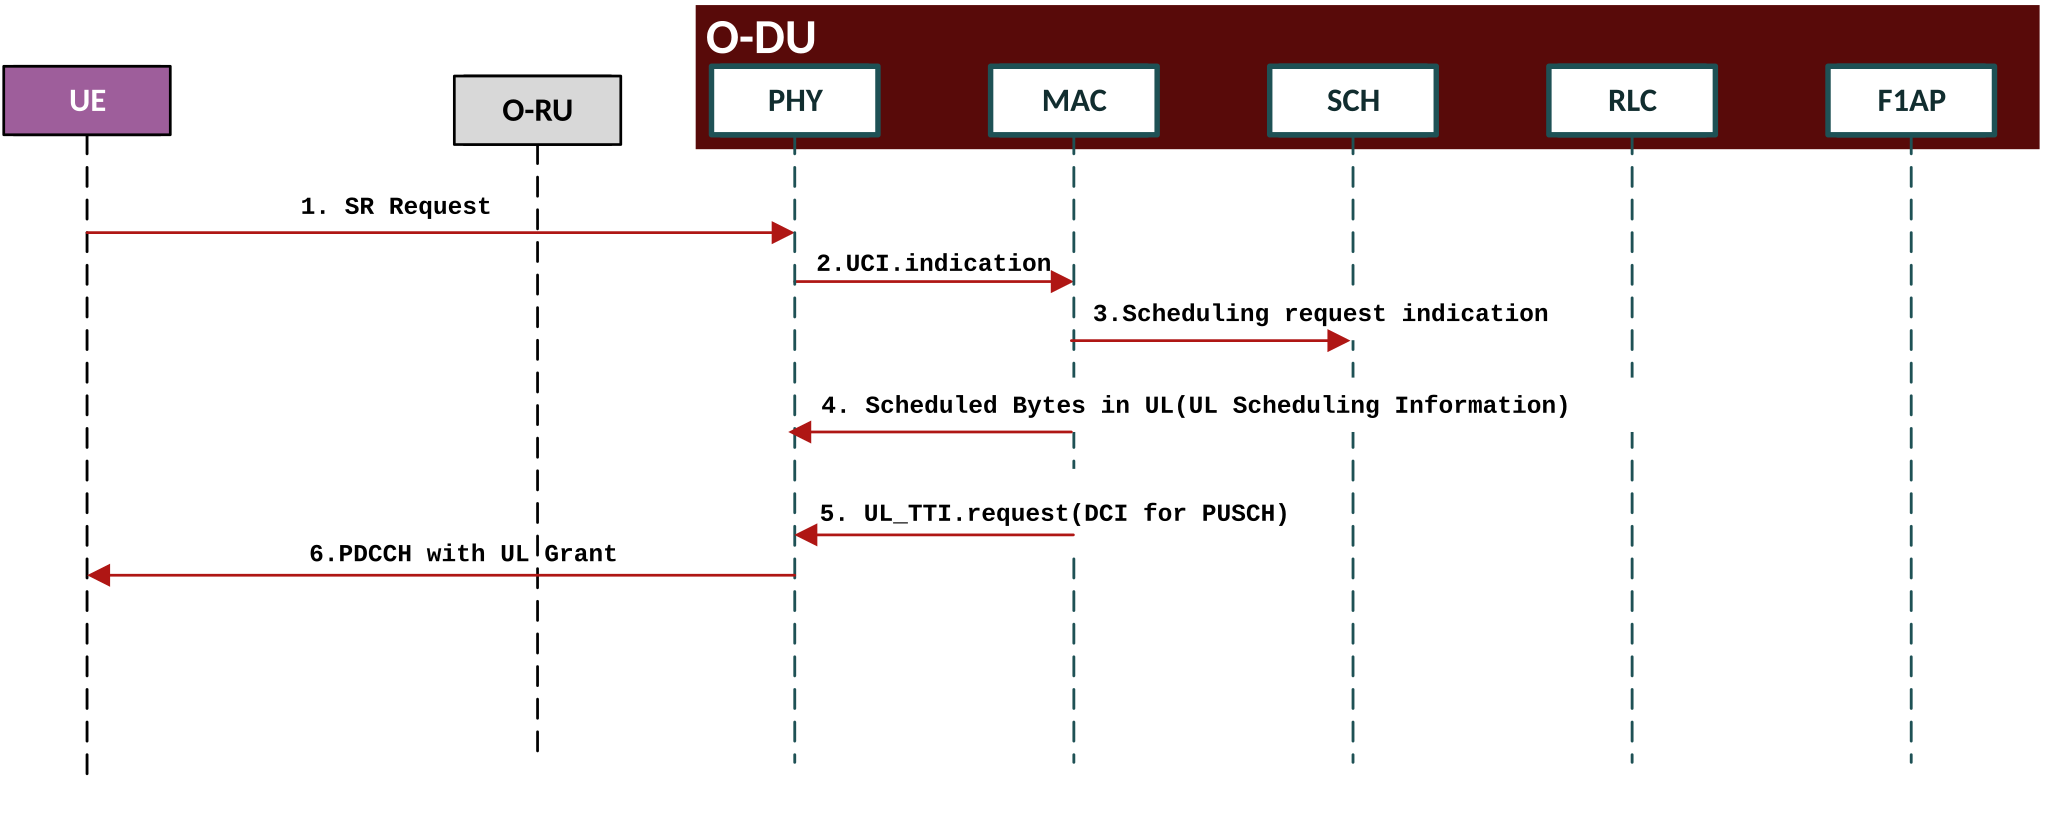 O-DU
UE
O-RU
PHY
MAC
SCH
RLC
F1AP
1. SR Request
2.UCI.indication
3.Scheduling request indication
4. Scheduled Bytes in UL(UL Scheduling Information)
5. UL_TTI.request(DCI for PUSCH)
6.PDCCH with UL Grant